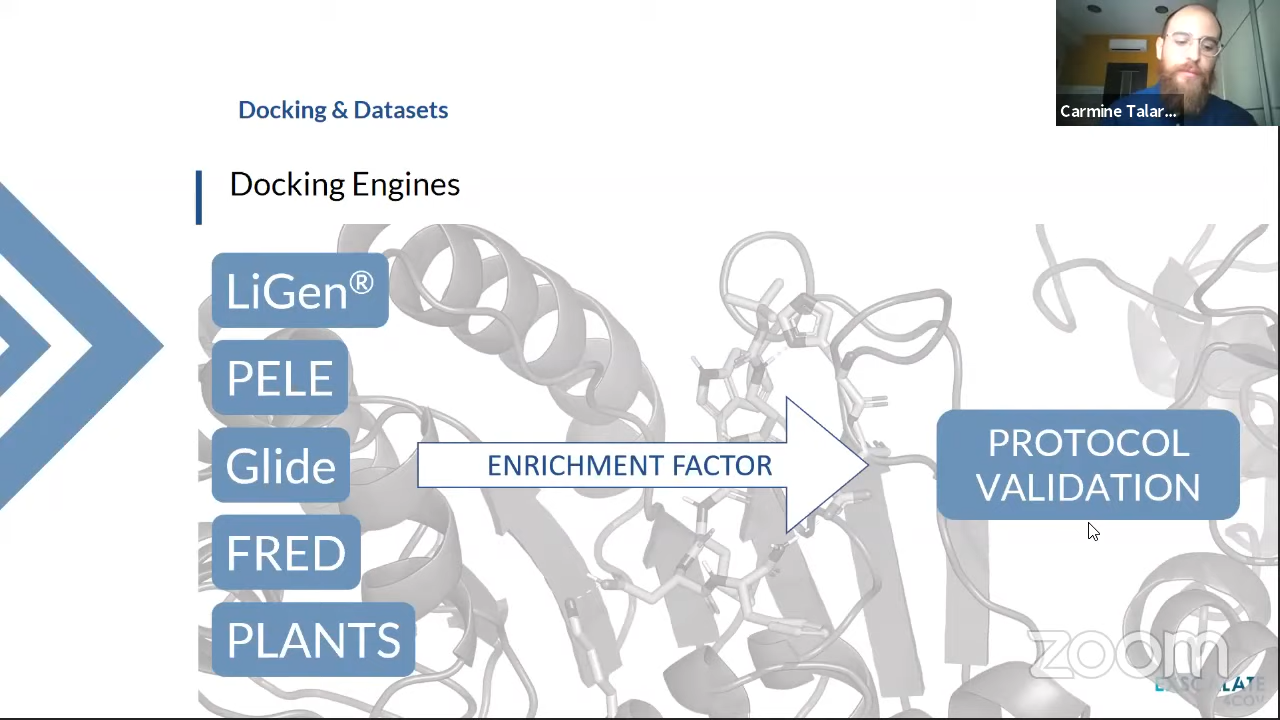 Carmine Talar...
Docking & Datasets
Docking Engines
LiGen®
PELE
Glide
FRED
PLANTS
ENRICHMENT FACTOR
PROTOCOL
VALIDATION
zoom